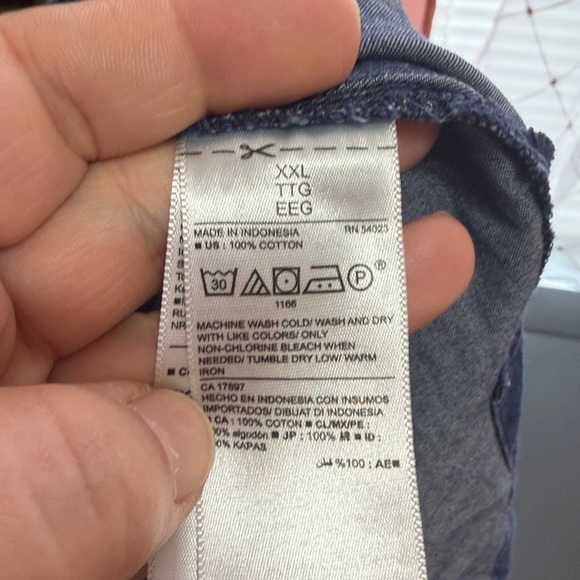 XXL
TTG
EEG
MADE IN INDONESIA RN 54023
■ US : 100% COTTON
30 P ®
1166
MACHINE WASH COLD/ WASH AND DRY
WITH LIKE COLORS/ ONLY
NON-CHLORINE BLEACH WHEN
NEEDED/ TUMBLE DRY LOW/ WARM
IRON
CA 17897
HECHO EN INDONESIA CON INSUMOS
IMPORTADOS/ DIBUAT DI INDONESIA
CA : 100% COTON ■ CL/MX/PE :
0% algodón ■ JP : 100% 綿 ■ ID :
0% KAPAS
■AE : 100% قطن